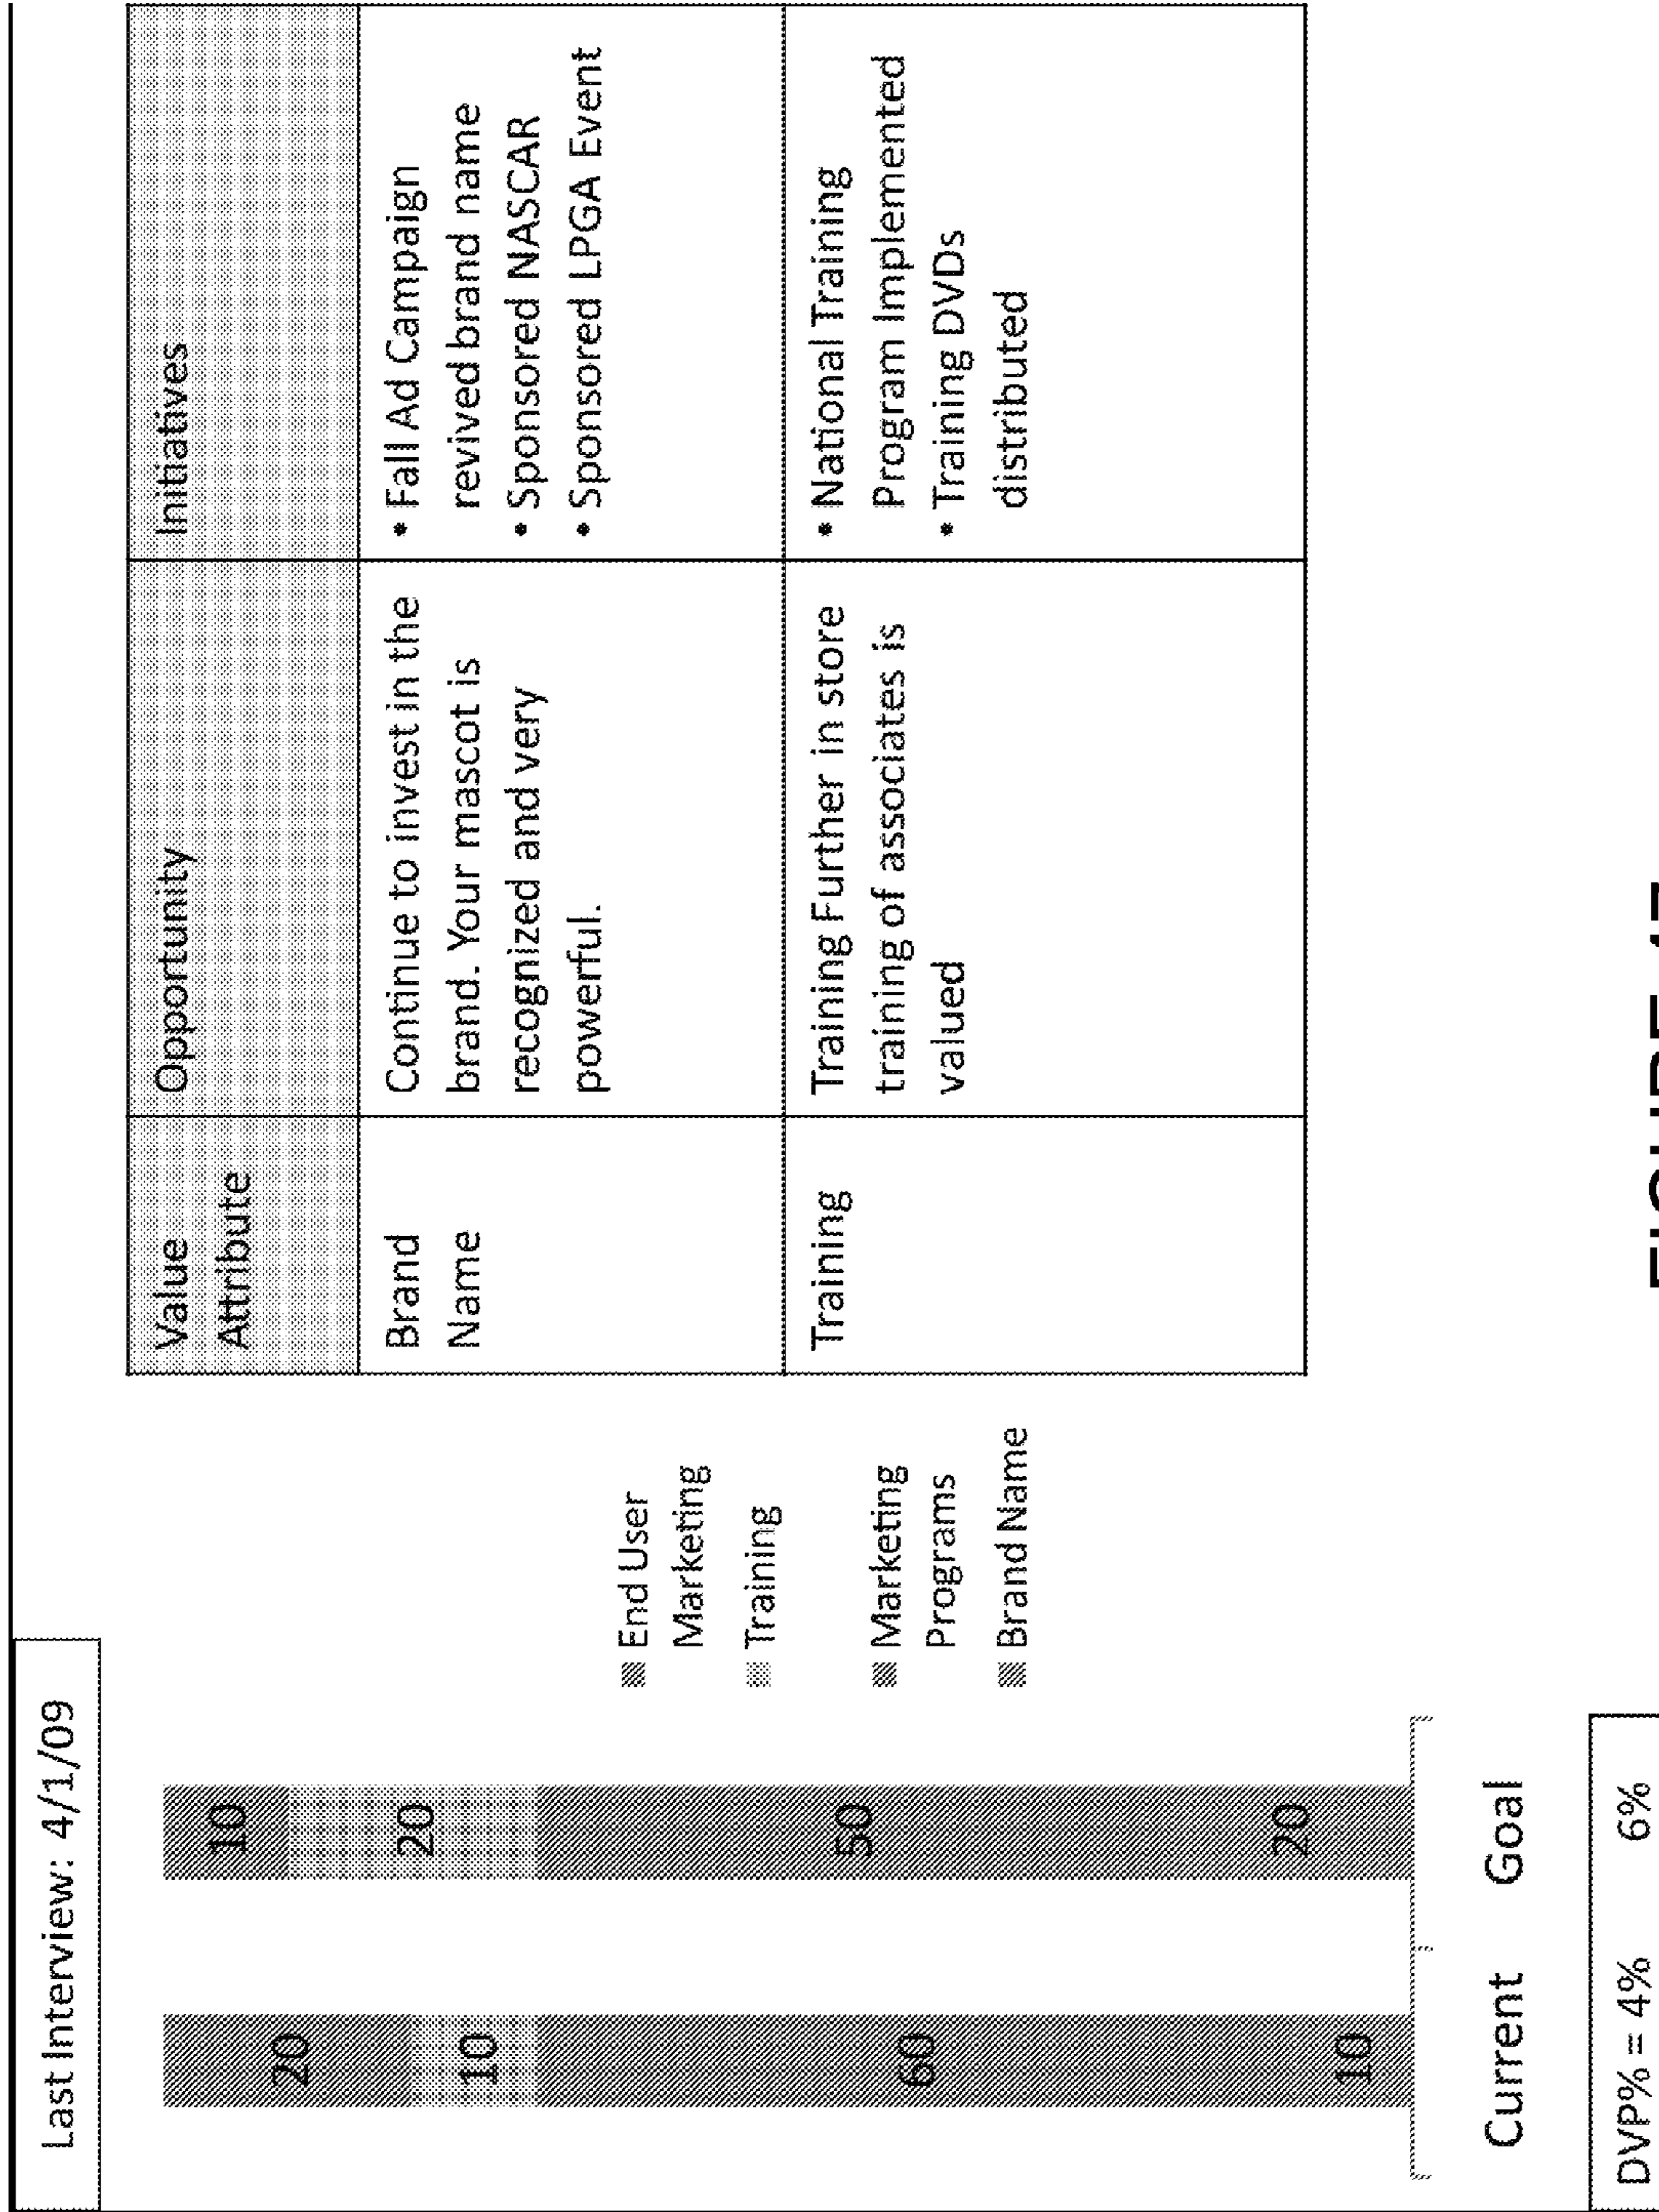 Last Interview: 4/1/09
20
10
60
10
10
20
50
20
Current Goal
DVP% = 4% 6%
End User
Marketing
Training
Marketing
Programs
Brand Name
Value
Attribute
Opportunity
Initiatives
Brand
Name
Continue to invest in the
brand. Your mascot is
recognized and very
powerful.
• Fall Ad Campaign
revived brand name
• Sponsored NASCAR
• Sponsored LPGA Event
Training
Training Further in store
training of associates is
valued
• National Training
Program Implemented
• Training DVDs
distributed